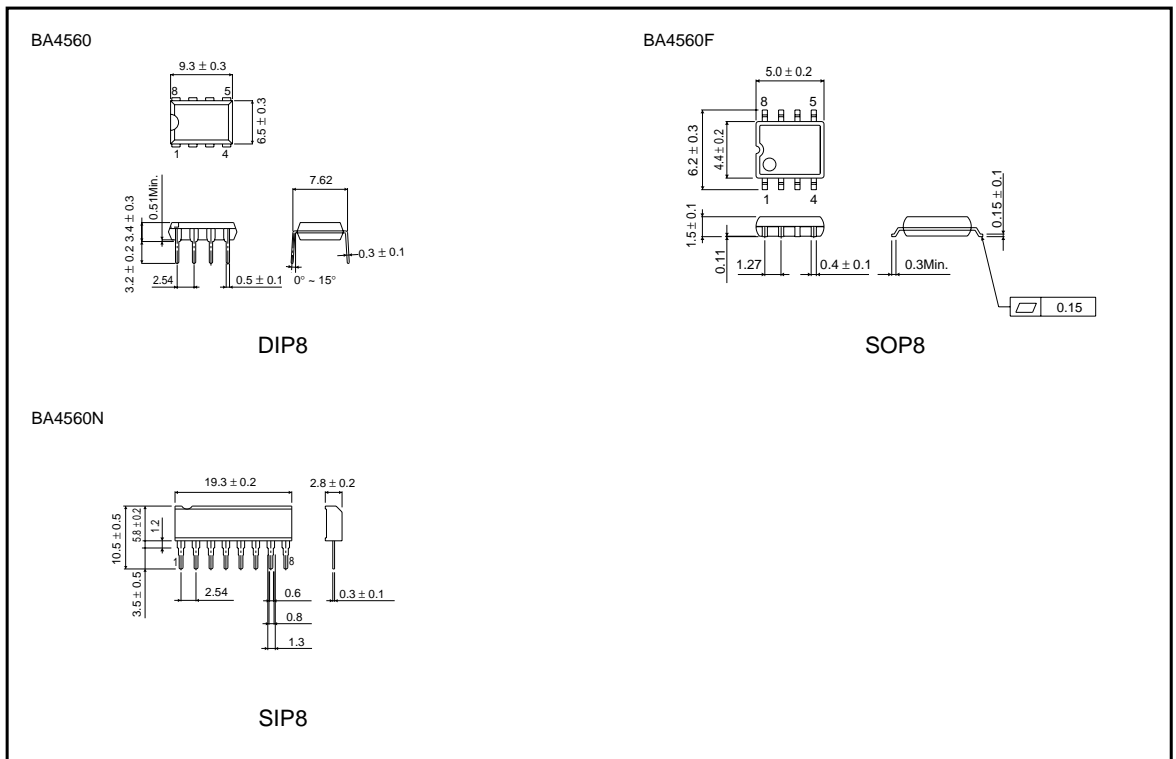 BA4560
9.3 ± 0.3
8 5
6.5 ± 0.3
1 4
0.51Min.
3.2 ± 0.2 3.4 ± 0.3
7.62
0.3 ± 0.1
2.54
0.5 ± 0.1
0° ~ 15°
DIP8
BA4560F
5.0 ± 0.2
8 5
6.2 ± 0.3
4.4 ± 0.2
1 4
1.5 ± 0.1
0.11
1.27
0.4 ± 0.1
0.3Min.
0.15 ± 0.1
0.15
SOP8
BA4560N
19.3 ± 0.2
2.8 ± 0.2
10.5 ± 0.5
5.8 ± 0.2
1.2
3.5 ± 0.5
1 8
2.54
0.6
0.8
1.3
0.3 ± 0.1
SIP8